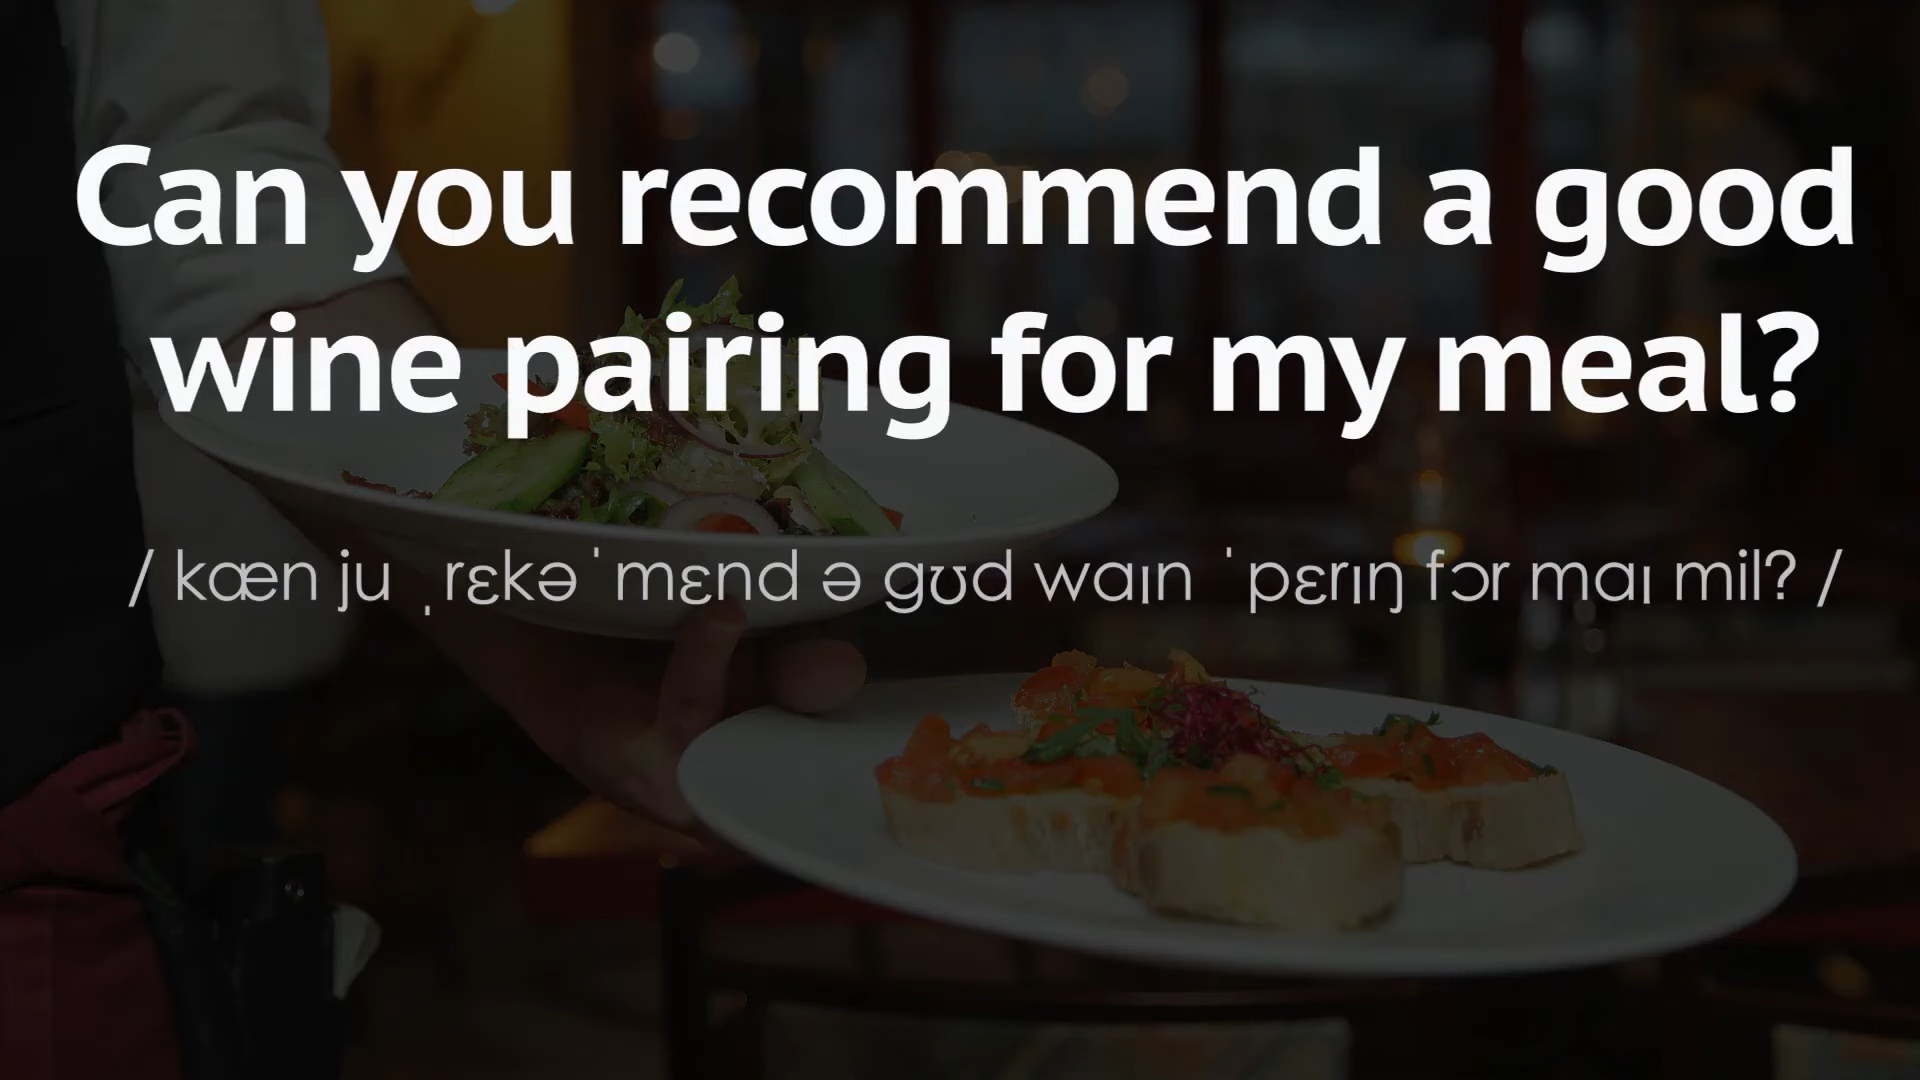 Can you recommend a good
wine pairing for my meal?
/ kæn ju ˌrɛkəˈmɛnd ə gʊd waɪn ˈpɛrɪŋ fɔr maɪ mil? /